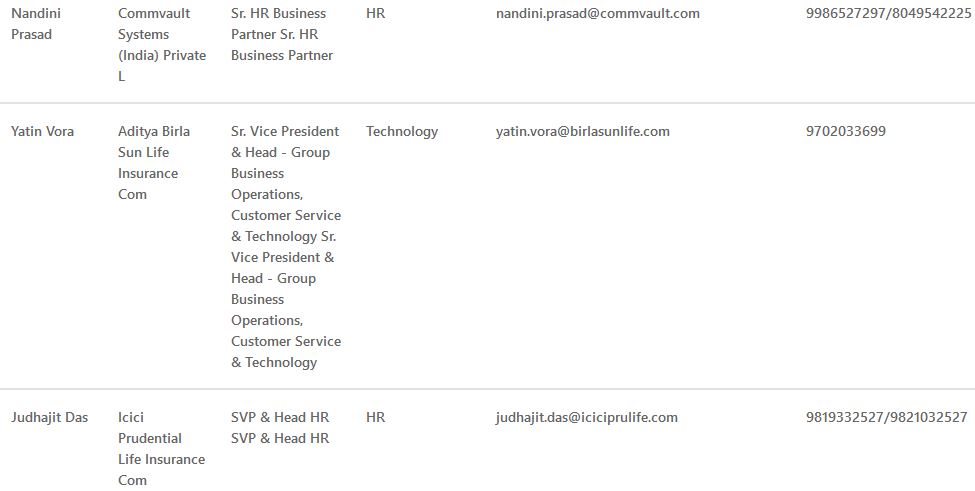 Nandini Commvault Sr. HR Business HR nandini.prasad@commvault.com 9986527297/8049542225
Prasad Systems Partner Sr. HR
(India) Private Business Partner
L
Yatin Vora Aditya Birla Sr. Vice President Technology yatin.vora@birlasunlife.com 9702033699
Sun Life & Head - Group
Insurance Business
Com Operations,
Customer Service
& Technology Sr.
Vice President &
Head - Group
Business
Operations,
Customer Service
& Technology
Judhajit Das Icici SVP & Head HR HR judhajit.das@iciciprulife.com 9819332527/9821032527
Prudential SVP & Head HR
Life Insurance
Com